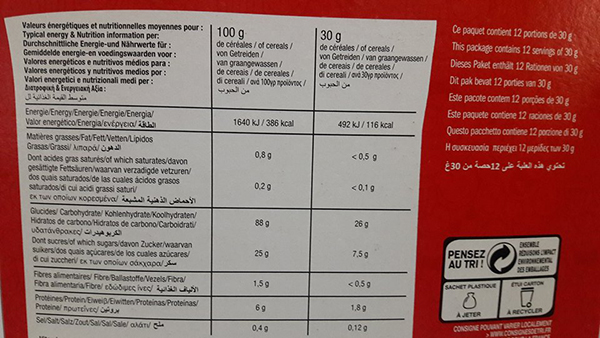 Valeurs énergétiques et nutritionnelles moyennes pour :
Typical energy & Nutrition information per:
Durchschnittliche Energie-und Nährwerte für :
Gemiddelde energie-en voedingswaarden voor :
Valores energéticos e nutritivos médios para :
Valores energéticos y nutritivos medios por :
Valori energetici e nutrizionali medi per :
Διατροφική & Ενεργειακή Αξία :
متوسط القيمة الغذائية لل
100 g
de céréales / of cereals /
von Getreiden /
van graangewassen /
de cereais / de cereales /
di cereali / ανά 100γρ προϊόντος /
من الحبوب
30 g
de céréales / of cereals /
von Getreiden / van graangewassen /
de cereais / de cereales /
di cereali / ανά 30γρ προϊόντος /
من الحبوب
Energie/Energy/Energie/Energie/Energia/
Valor energético/Energia/ενέργεια/ الطاقة
1640 kJ / 386 kcal
492 kJ / 116 kcal
Matières grasses/Fat/Fett/Vetten/Lípidos
Grasas/Grassi/ λιπαρά/ الدهون
0,8 g
< 0,5 g
Dont acides gras saturés/of which saturates/davon
gesättigte Fettsäuren/waarvan verzadigde vetzuren/
dos quais saturados/de las cuales ácidos grasos
saturados/di cui acidi grassi saturi/
εκ των οποίων κορεσμένα/ الأحماض الذهنية المشبعة
0,2 g
< 0,1 g
Glucides/ Carbohydrate/ Kohlenhydrate/Koolhydraten/
Hidratos de carbono/Hidratos de carbono/Carboidrati/
υδατάνθρακες/ الكربوهيدرات
88 g
26 g
Dont sucres/of which sugars/davon Zucker/waarvan
suikers/dos quais açúcares/de los cuales azúcares/
di cui zuccheri/ εκ των οποίων σάκχαρα/ سكر
25 g
7,5 g
Fibres alimentaires/ Fibre/Ballastoffe/Vezels/Fibra/
Fibra alimentaria/Fibre/ εδώδιμες ίνες/ الألياف الغذائية
1,5 g
< 0,5 g
Protéines/Protein/Eiweiß/Eiwitten/Proteínas/Proteinas/
Proteine/ πρωτεΐνες/ بروتين
6 g
1,8 g
Sel/Salt/Salz/Zout/Sal/Sal/Sale/ αλάτι/ ملح
0,4 g
0,12 g
Ce paquet contient 12 portions de 30 g
This package contains 12 servings of 30 g
Dieses Paket enthält 12 Rationen von 30 g
Dit pak bevat 12 porties van 30 g
Este pacote contem 12 porções de 30 g
Este paquete contiene 12 raciones de 30 g
Questo pacchetto contiene 12 porzione di 30 g
Η συσκευασία περιέχει 12 μερίδες των 30 g
تحتوي هذه العلبة على 12حصة من 30غ
PENSEZ
AU TRI !
ENSEMBLE
REDUISONS L'IMPACT
ENVIRONNEMENTAL
DES EMBALLAGES
SACHET PLASTIQUE
À JETER
ÉTUI CARTON
À RECYCLER
CONSIGNE POUVANT VARIER LOCALEMENT
> WWW.CONSIGNESDETRI.FR